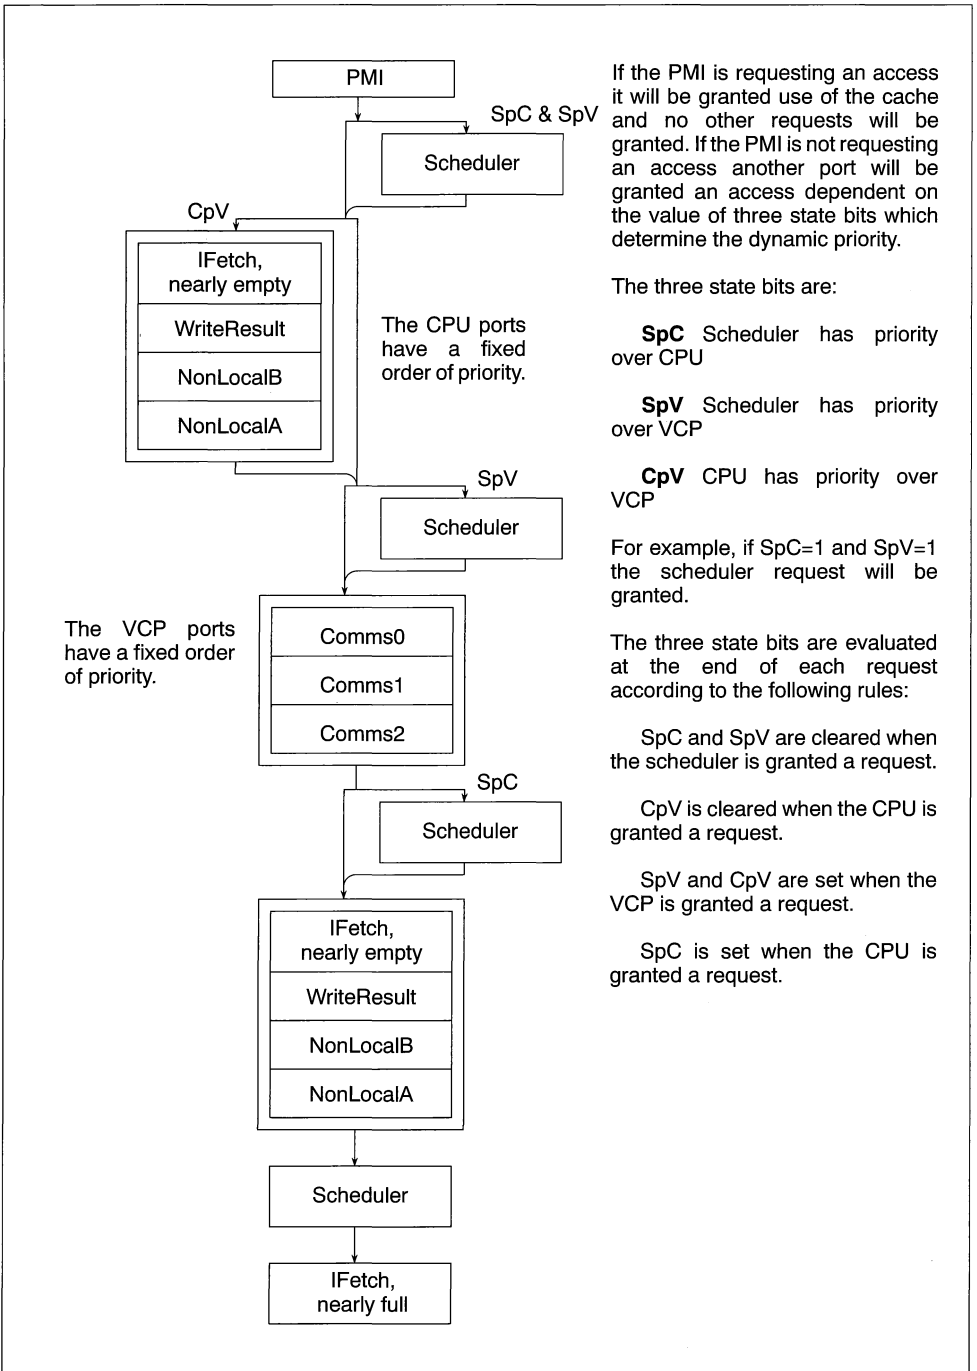 PMI
SpC & SpV
Scheduler
CpV
IFetch,
nearly empty
WriteResult
NonLocalB
NonLocalA
The CPU ports
have a fixed
order of priority.
SpV
Scheduler
The VCP ports
have a fixed order
of priority.
Comms0
Comms1
Comms2
SpC
Scheduler
IFetch,
nearly empty
WriteResult
NonLocalB
NonLocalA
Scheduler
IFetch,
nearly full
If the PMI is requesting an access
it will be granted use of the cache
and no other requests will be
granted. If the PMI is not requesting
an access another port will be
granted an access dependent on
the value of three state bits which
determine the dynamic priority.
The three state bits are:
SpC Scheduler has priority
over CPU
SpV Scheduler has priority
over VCP
CpV CPU has priority over
VCP
For example, if SpC=1 and SpV=1
the scheduler request will be
granted.
The three state bits are evaluated
at the end of each request
according to the following rules:
SpC and SpV are cleared when
the scheduler is granted a request.
CpV is cleared when the CPU is
granted a request.
SpV and CpV are set when the
VCP is granted a request.
SpC is set when the CPU is
granted a request.